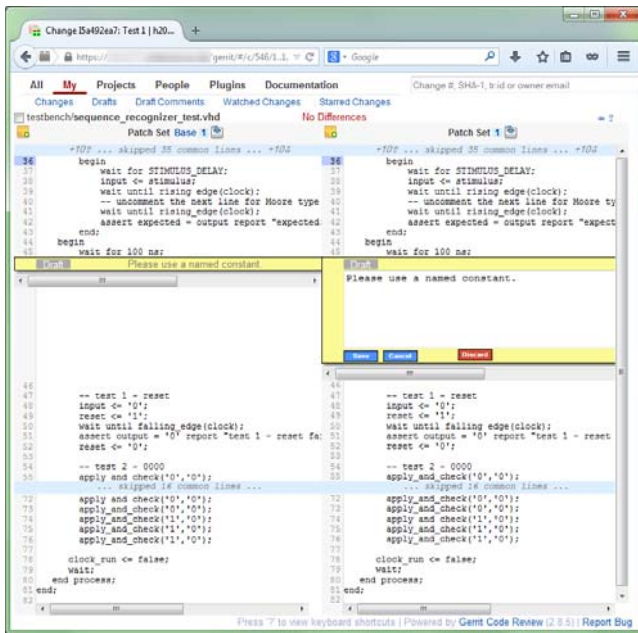 Change I5a492ea7: Test 1 | h20...
https://
/gerrit/#/c/546/1..1.
Google
All My Projects People Plugins Documentation
Change #, SHA-1, tr:id or owner email
Changes Drafts Draft Comments Watched Changes Starred Changes
testbench/sequence_recognizer_test.vhd No Differences
Patch Set Base 1
Patch Set 1
+10↑ ... skipped 35 common lines ... +10↓
+10↑ ... skipped 35 common lines ... +10↓
36 begin
37 wait for STIMULUS_DELAY;
38 input <= stimulus;
39 wait until rising_edge(clock);
40 -- uncomment the next line for Moore type
41 wait until rising_edge(clock);
42 assert expected = output report "expected
43 end;
44 begin
45 wait for 100 ns;
36 begin
37 wait for STIMULUS_DELAY;
38 input <= stimulus;
39 wait until rising_edge(clock);
40 -- uncomment the next line for Moore ty
41 wait until rising_edge(clock);
42 assert expected = output report "expect
43 end;
44 begin
45 wait for 100 ns;
Draft Please use a named constant.
Draft
Please use a named constant.
Save Cancel Discard
46
47 -- test 1 - reset
48 input <= '0';
49 reset <= '1';
50 wait until falling_edge(clock);
51 assert output = '0' report "test 1 - reset fa
52 reset <= '0';
53
54 -- test 2 - 0000
55 apply_and_check('0','0');
... skipped 16 common lines ...
72 apply_and_check('0','0');
73 apply_and_check('0','0');
74 apply_and_check('1','0');
75 apply_and_check('1','0');
76 apply_and_check('1','0');
77
78 clock_run <= false;
79 wait;
80 end process;
81 end;
82
46
47 -- test 1 - reset
48 input <= '0';
49 reset <= '1';
50 wait until falling_edge(clock);
51 assert output = '0' report "test 1 - reset
52 reset <= '0';
53
54 -- test 2 - 0000
55 apply_and_check('0','0');
... skipped 16 common lines ...
72 apply_and_check('0','0');
73 apply_and_check('0','0');
74 apply_and_check('1','0');
75 apply_and_check('1','0');
76 apply_and_check('1','0');
77
78 clock_run <= false;
79 wait;
80 end process;
81 end;
82
Press '?' to view keyboard shortcuts | Powered by Gerrit Code Review (2.8.5) | Report Bug